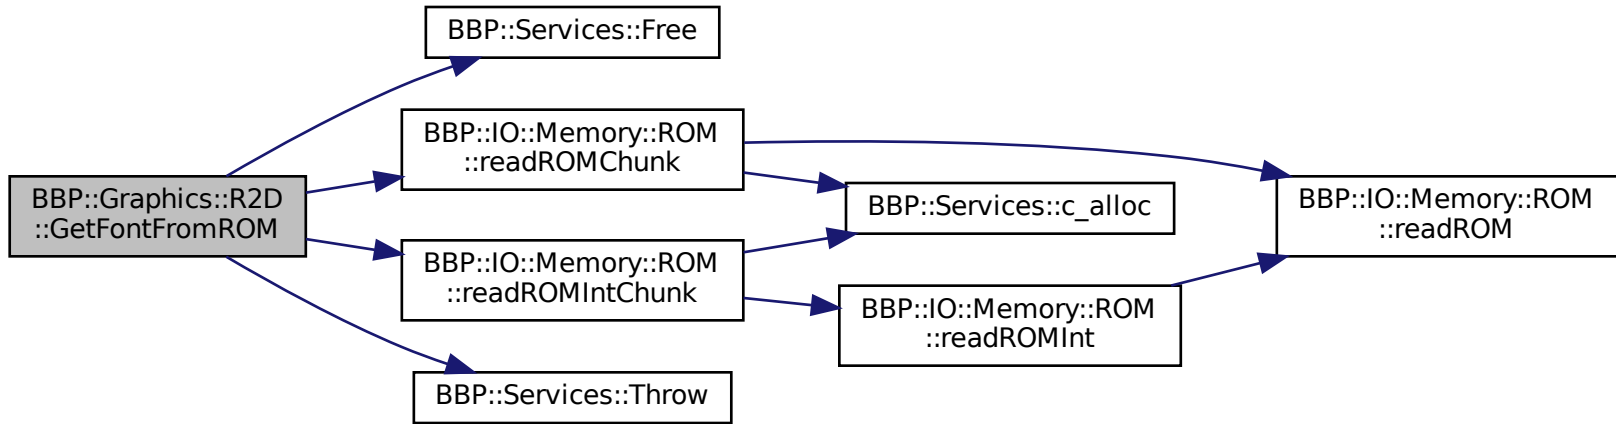 BBP::Services::Free
BBP::IO::Memory::ROM
::readROMChunk
BBP::Graphics::R2D
::GetFontFromROM
BBP::Services::c_alloc
BBP::IO::Memory::ROM
::readROM
BBP::IO::Memory::ROM
::readROMIntChunk
BBP::IO::Memory::ROM
::readROMInt
BBP::Services::Throw